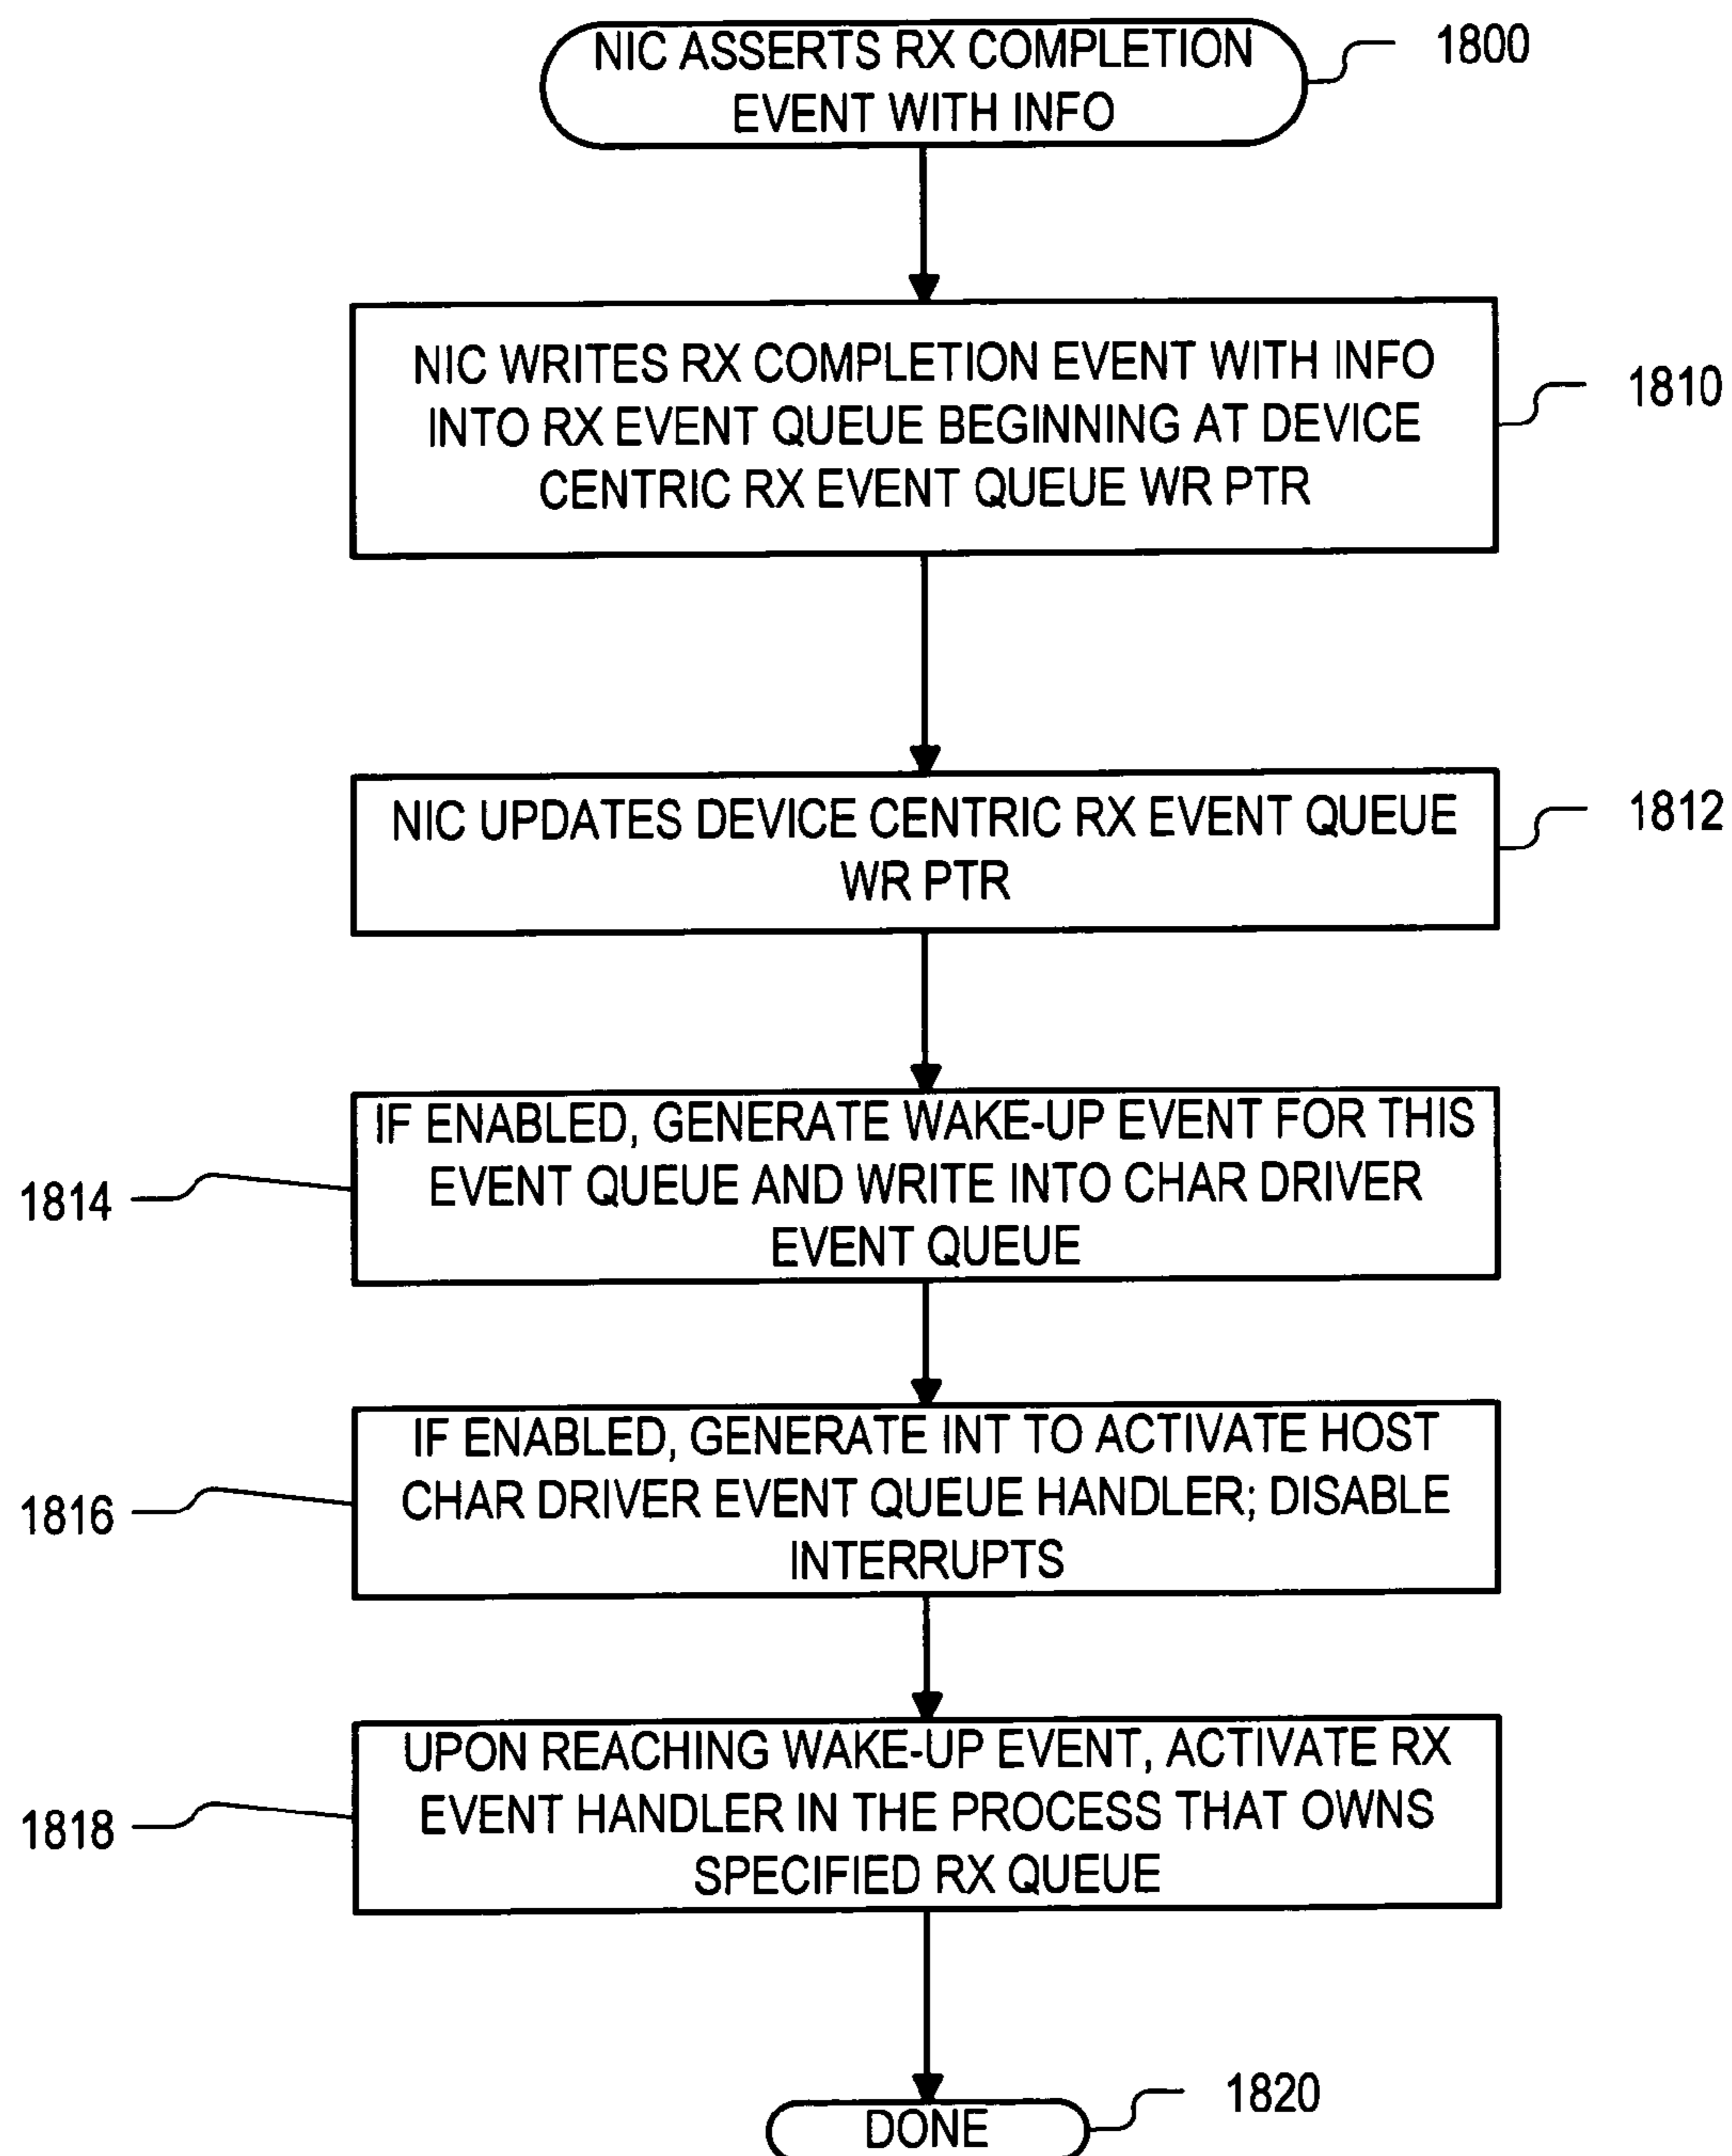 NIC ASSERTS RX COMPLETION
EVENT WITH INFO
1800
NIC WRITES RX COMPLETION EVENT WITH INFO
INTO RX EVENT QUEUE BEGINNING AT DEVICE
CENTRIC RX EVENT QUEUE WR PTR
1810
NIC UPDATES DEVICE CENTRIC RX EVENT QUEUE
WR PTR
1812
IF ENABLED, GENERATE WAKE-UP EVENT FOR THIS
EVENT QUEUE AND WRITE INTO CHAR DRIVER
EVENT QUEUE
1814
IF ENABLED, GENERATE INT TO ACTIVATE HOST
CHAR DRIVER EVENT QUEUE HANDLER; DISABLE
INTERRUPTS
1816
UPON REACHING WAKE-UP EVENT, ACTIVATE RX
EVENT HANDLER IN THE PROCESS THAT OWNS
SPECIFIED RX QUEUE
1818
DONE
1820